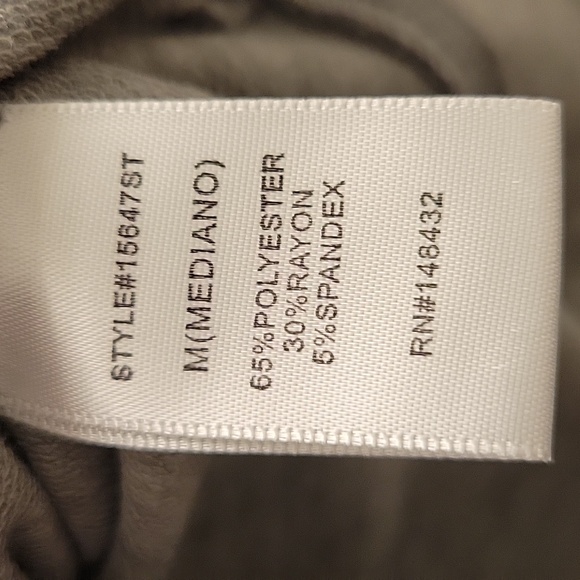 STYLE#15647ST
M(MEDIANO)
65%POLYESTER
30%RAYON
5%SPANDEX
RN#148432